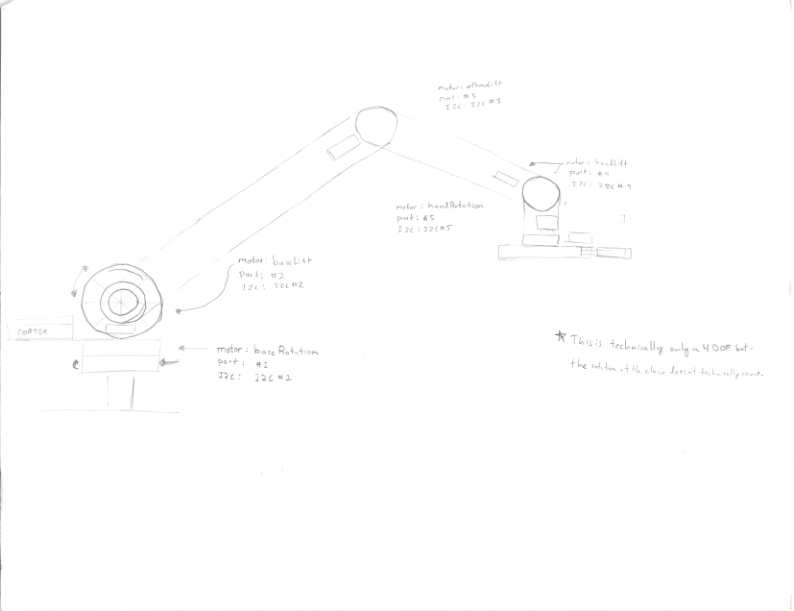 motor: elbowLift
port: #3
I2C: I2C #3
motor: handLift
port: #4
I2C: I2C #4
motor: handRotation
port: #5
I2C: I2C #5
motor: baseLift
port: #2
I2C: I2C #2
CORTEX
motor: baseRotation
port: #1
I2C: I2C #1
This is technically only a 4 DOF bot
the rotation of the claw doesn't technically count.